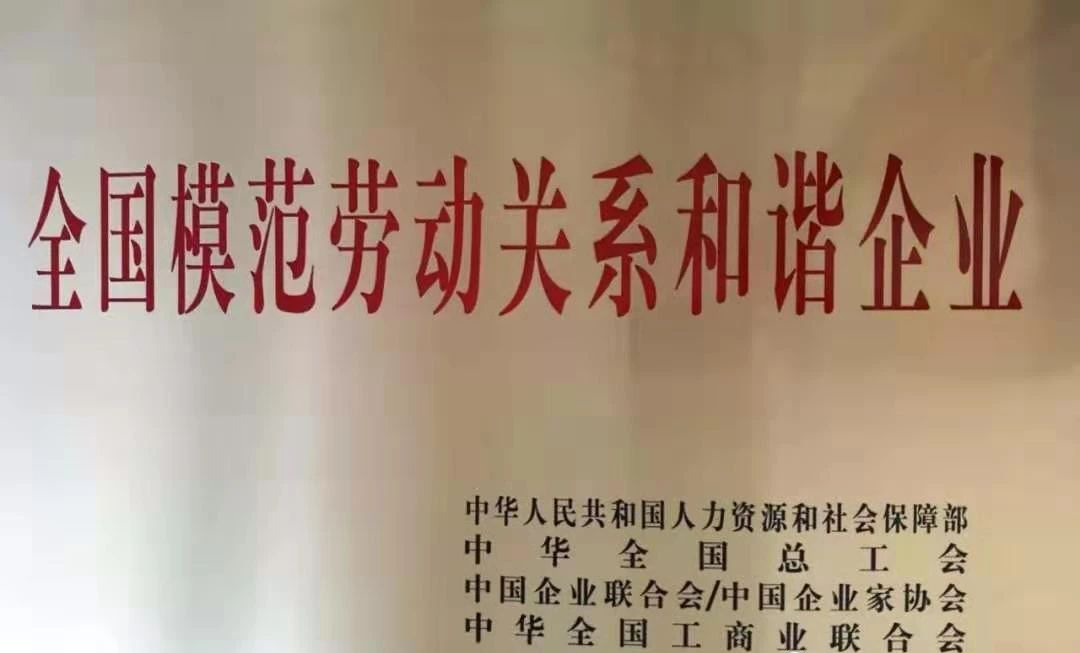 全国模范劳动关系和谐企业
中华人民共和国人力资源和社会保障部
中华全国总工会
中国企业联合会/中国企业家协会
中华全国工商业联合会